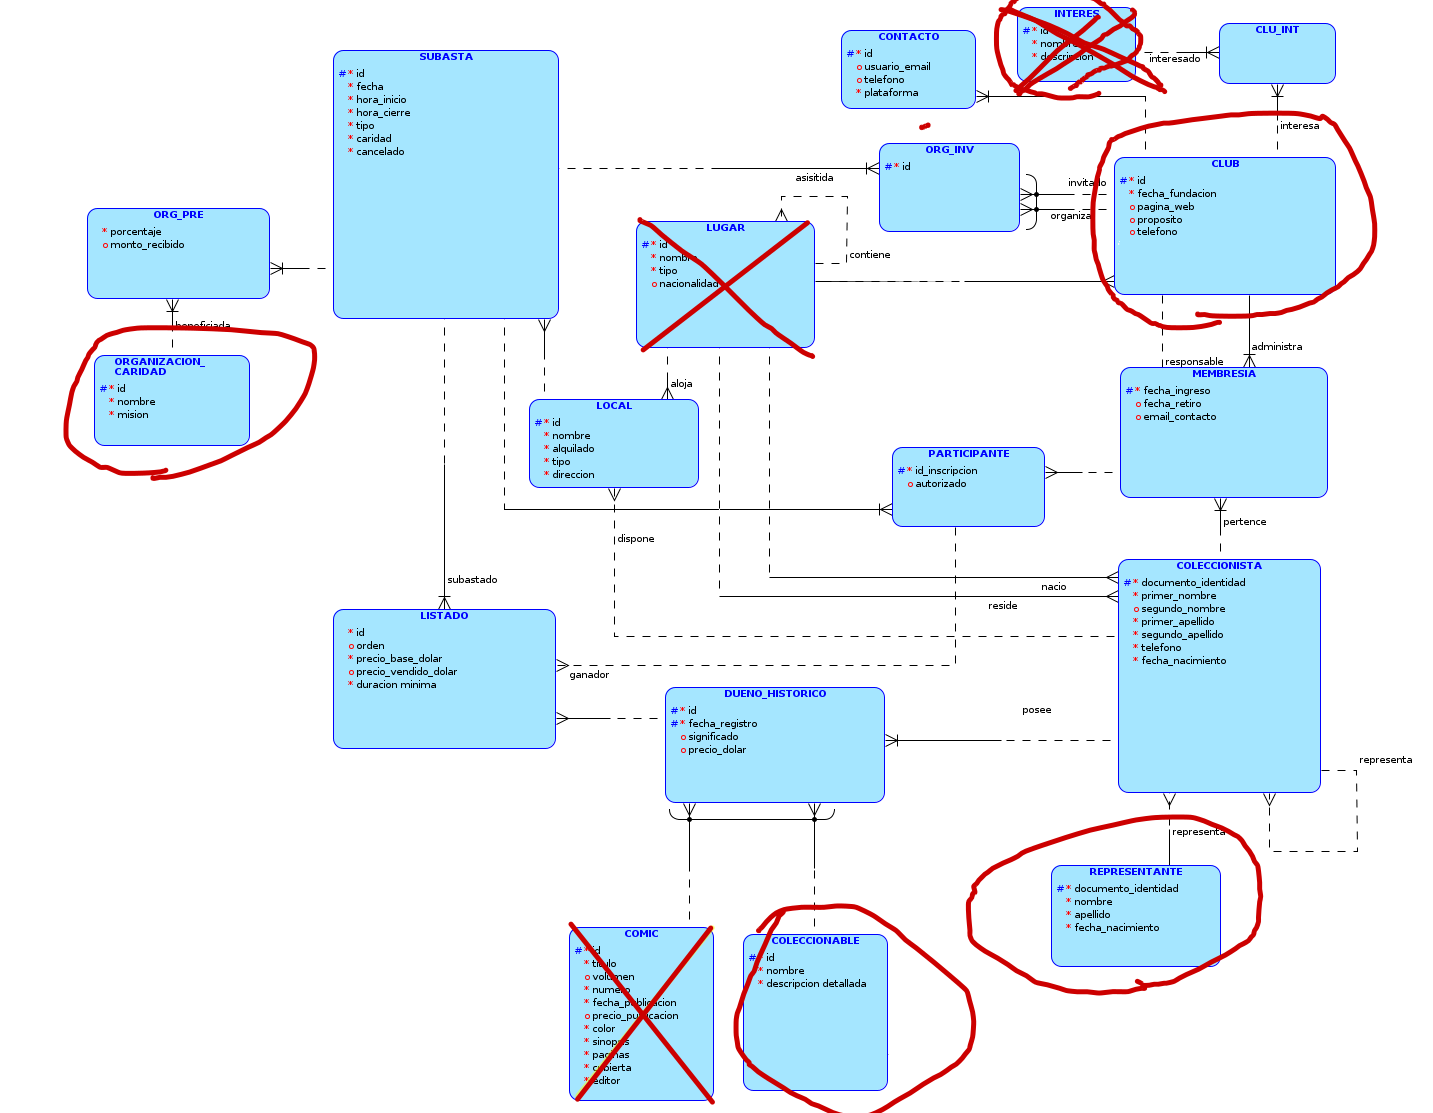 INTERES
#* id
* nombre
* descripcion
interesado
CLU_INT
interesa
CONTACTO
#* id
o usuario_email
o telefono
* plataforma
SUBASTA
#* id
* fecha
* hora_inicio
* hora_cierre
* tipo
* caridad
* cancelado
ORG_INV
#* id
asisitida
invitado
organiza
CLUB
#* id
* fecha_fundacion
o pagina_web
o proposito
o telefono
ORG_PRE
* porcentaje
o monto_recibido
beneficiada
LUGAR
#* id
* nombre
* tipo
o nacionalidad
contiene
administra
responsable
ORGANIZACION_
CARIDAD
#* id
* nombre
* mision
aloja
MEMBRESIA
#* fecha_ingreso
o fecha_retiro
o email_contacto
LOCAL
#* id
* nombre
* alquilado
* tipo
* direccion
PARTICIPANTE
#* id_inscripcion
o autorizado
pertence
dispone
subastado
COLECCIONISTA
#* documento_identidad
* primer_nombre
o segundo_nombre
* primer_apellido
* segundo_apellido
* telefono
* fecha_nacimiento
nacio
reside
LISTADO
* id
o orden
* precio_base_dolar
o precio_vendido_dolar
* duracion minima
ganador
DUENO_HISTORICO
#* id
#* fecha_registro
o significado
o precio_dolar
posee
representa
representa
REPRESENTANTE
#* documento_identidad
* nombre
* apellido
* fecha_nacimiento
COMIC
#* id
* titulo
o volumen
* numero
* fecha_publicacion
o precio_publicacion
* color
* sinopsis
* paginas
* cubierta
* editor
COLECCIONABLE
#* id
* nombre
* descripcion detallada